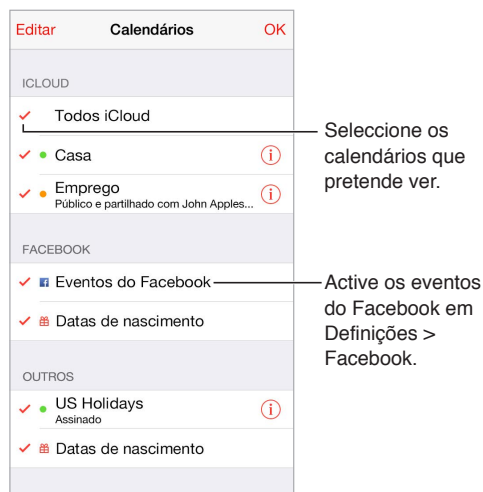 Editar Calendários OK
ICLOUD
Todos iCloud
Casa
Emprego
Público e partilhado com John Apples...
FACEBOOK
Eventos do Facebook
Datas de nascimento
OUTROS
US Holidays
Assinado
Datas de nascimento
Seleccione os
calendários que
pretende ver.
Active os eventos
do Facebook em
Definições >
Facebook.